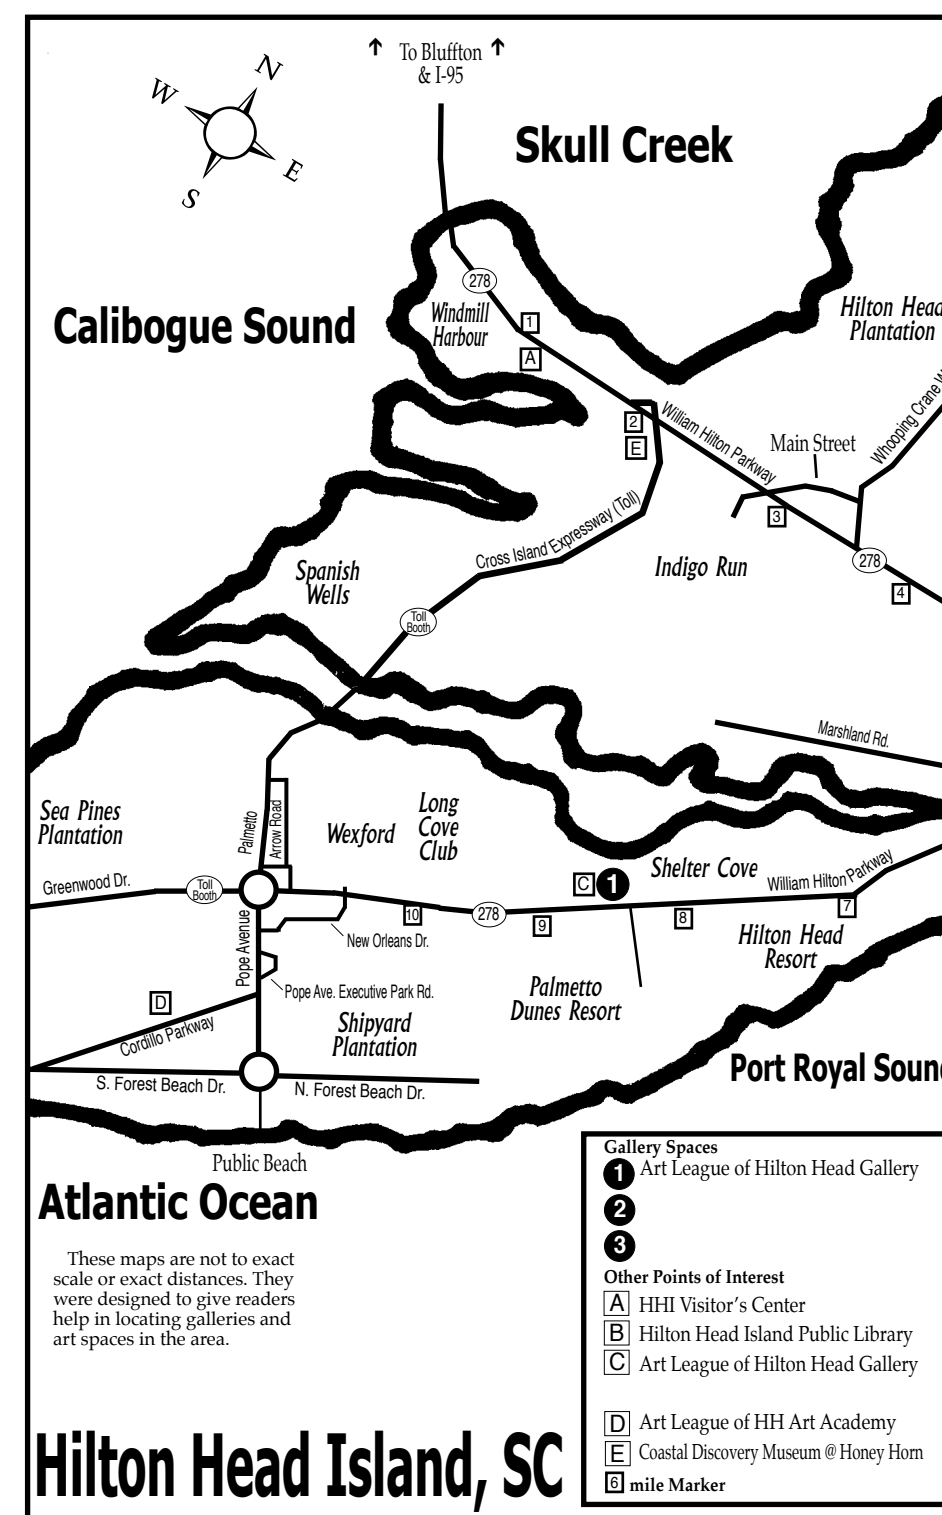 To Bluffton
& I-95
N
W
E
S
Skull Creek
278
Calibogue Sound
Windmill
Harbour
1
A
Hilton Head
Plantation
2
E
William Hilton Parkway
Main Street
Whooping Crane W
3
Cross Island Expressway (Toll)
Indigo Run
278
4
Spanish
Wells
Toll
Booth
Marshland Rd.
Sea Pines
Plantation
Palmetto
Arrow Road
Wexford
Long
Cove
Club
Shelter Cove
William Hilton Parkway
Greenwood Dr.
Toll
Booth
C
1
10
278
9
8
7
Pope Avenue
New Orleans Dr.
Hilton Head
Resort
Pope Ave. Executive Park Rd.
Palmetto
Dunes Resort
D
Cordillo Parkway
Shipyard
Plantation
Port Royal Soun
S. Forest Beach Dr.
N. Forest Beach Dr.
Public Beach
Atlantic Ocean
These maps are not to exact
scale or exact distances. They
were designed to give readers
help in locating galleries and
art spaces in the area.
Hilton Head Island, SC
Gallery Spaces
1 Art League of Hilton Head Gallery
2
3
Other Points of Interest
A HHI Visitor's Center
B Hilton Head Island Public Library
C Art League of Hilton Head Gallery
D Art League of HH Art Academy
E Coastal Discovery Museum @ Honey Horn
6 mile Marker